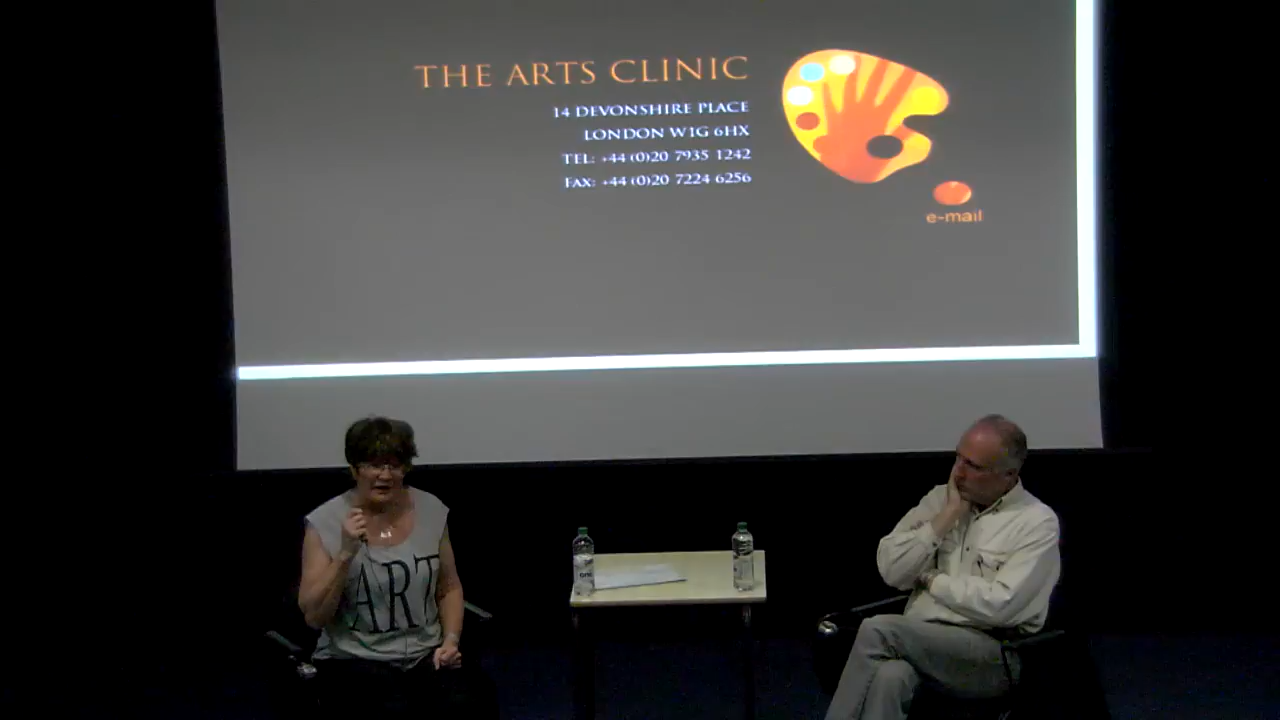 THE ARTS CLINIC
14 DEVONSHIRE PLACE
LONDON W1G 6HX
TEL: +44 (0)20 7935 1242
FAX: +44 (0)20 7224 6256
e-mail
ART